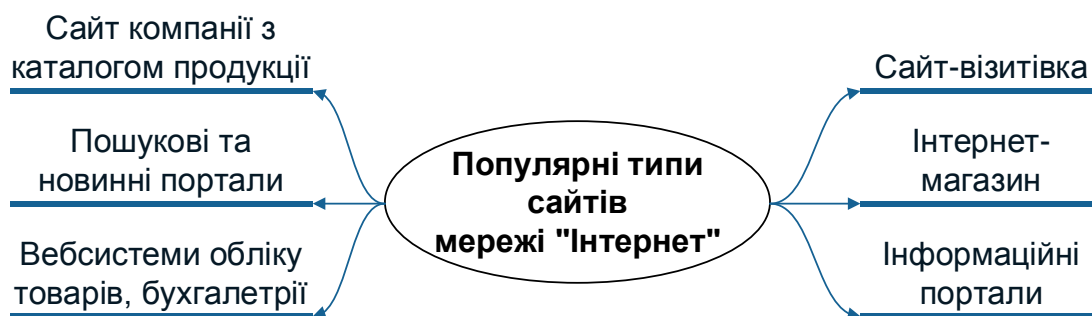 Сайт компанії з
каталогом продукції
Пошукові та
новинні портали
Вебсистеми обліку
товарів, бухгалетрії
Популярні типи
сайтів
мережі "Інтернет"
Сайт-візитівка
Інтернет-
магазин
Інформаційні
портали